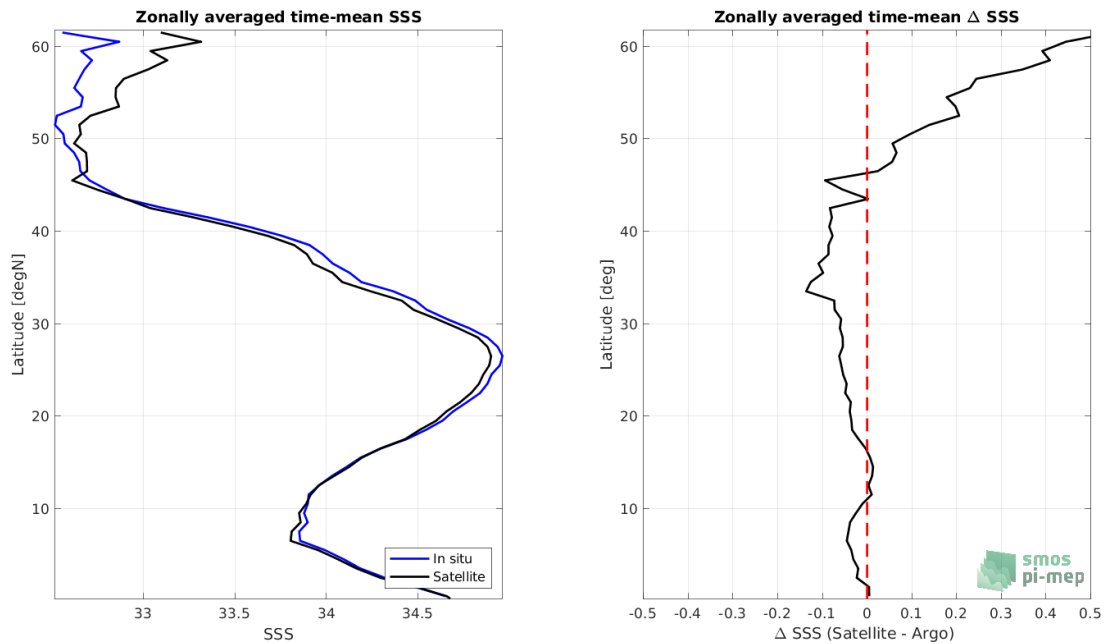 Zonally averaged time-mean SSS
60
50
40
30
20
10
Latitude [degN]
33
33.5
34
34.5
SSS
In situ
Satellite
Zonally averaged time-mean Δ SSS
60
50
40
30
20
10
Latitude [deg]
-0.5
-0.4
-0.3
-0.2
-0.1
0
0.1
0.2
0.3
0.4
0.5
Δ SSS (Satellite - Argo)
smos
pi-mep